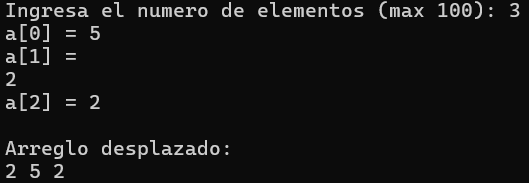 Ingresa el numero de elementos (max 100): 3
a[0] = 5
a[1] =
2
a[2] = 2
Arreglo desplazado:
2 5 2